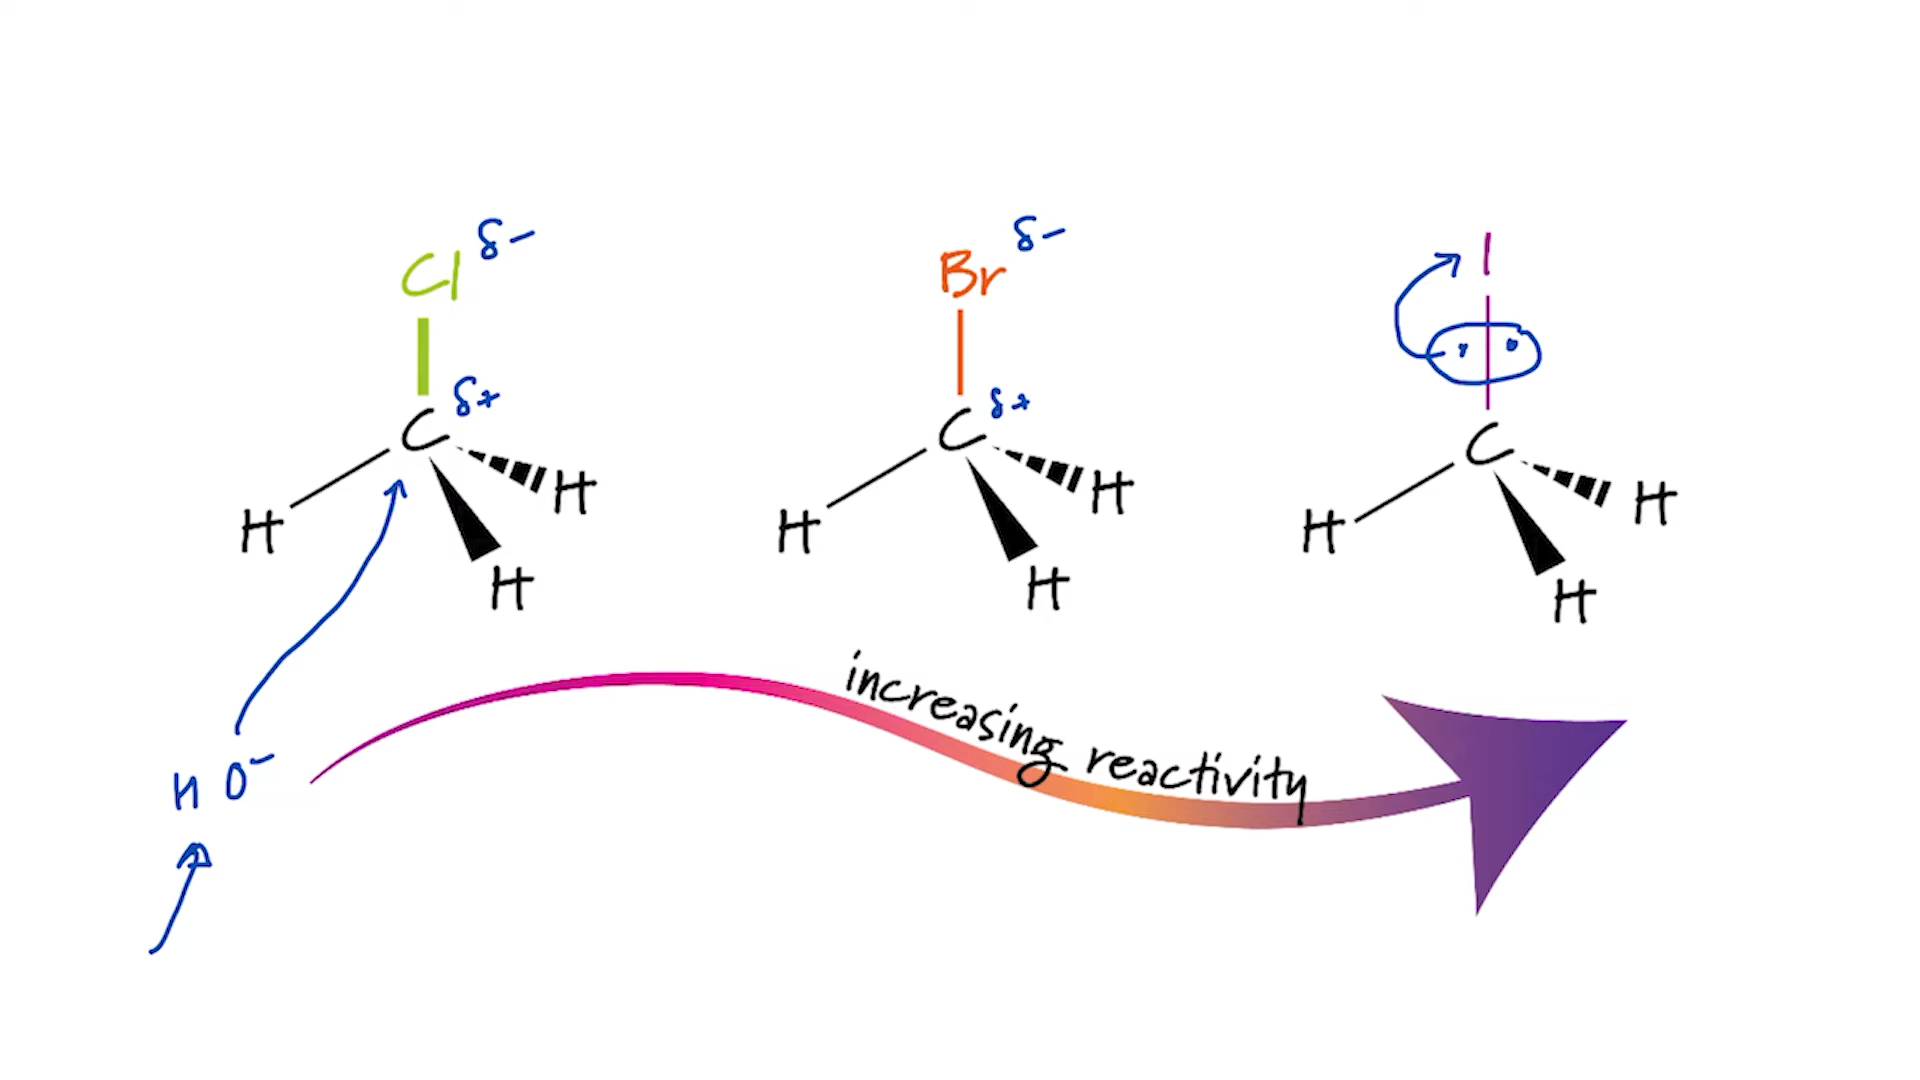 Cl δ-
Br δ-
I
C δ+
C δ+
C
H
H
H
H
H
H
H
H
H
increasing reactivity
HO⁻